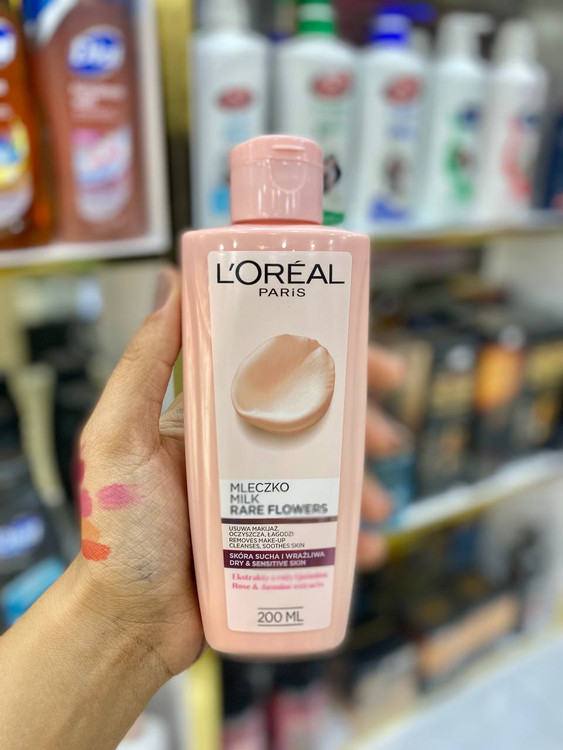 Dial
L'ORÉAL
PARiS
MLECZKO
MILK
RARE FLOWERS
USUWA MAKIJAŻ,
OCZYSZCZA, ŁAGODZI
REMOVES MAKE-UP
CLEANSES, SOOTHES SKIN
SKÓRA SUCHA I WRAŻLIWA
DRY & SENSITIVE SKIN
Ekstrakty z róży i jaśminu
Rose & Jasmine extracts
200 ML